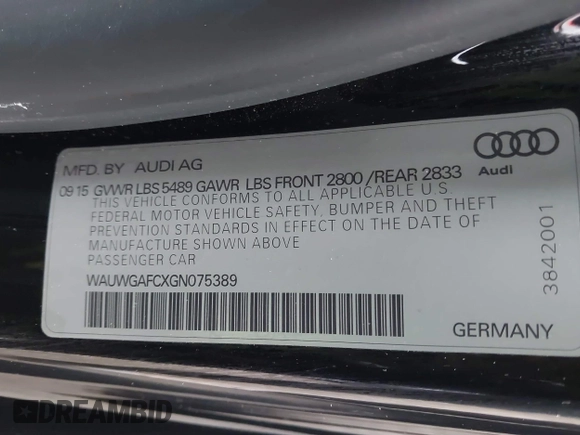 MFD. BY AUDI AG
Audi
09 15 GVWR LBS 5489 GAWR LBS FRONT 2800 /REAR 2833
THIS VEHICLE CONFORMS TO ALL APPLICABLE U S.
FEDERAL MOTOR VEHICLE SAFETY, BUMPER AND THEFT
PREVENTION STANDARDS IN EFFECT ON THE DATE OF
MANUFACTURE SHOWN ABOVE
PASSENGER CAR
WAUWGAFCXGN075389
3842001
GERMANY
DREAMBID